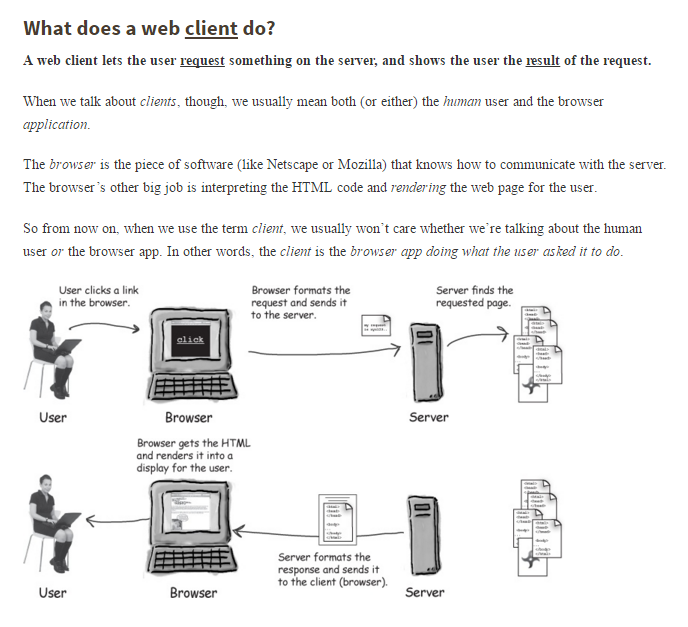 What does a web client do?
A web client lets the user request something on the server, and shows the user the result of the request.
When we talk about clients, though, we usually mean both (or either) the human user and the browser
application.
The browser is the piece of software (like Netscape or Mozilla) that knows how to communicate with the server.
The browser's other big job is interpreting the HTML code and rendering the web page for the user.
So from now on, when we use the term client, we usually won't care whether we're talking about the human
user or the browser app. In other words, the client is the browser app doing what the user asked it to do.
User clicks a link
in the browser.
Browser formats the
request and sends it
to the server.
Server finds the
requested page.
click
User
Browser
Server
Browser gets the HTML
and renders it into a
display for the user.
Server formats the
response and sends it
to the client (browser).
User
Browser
Server